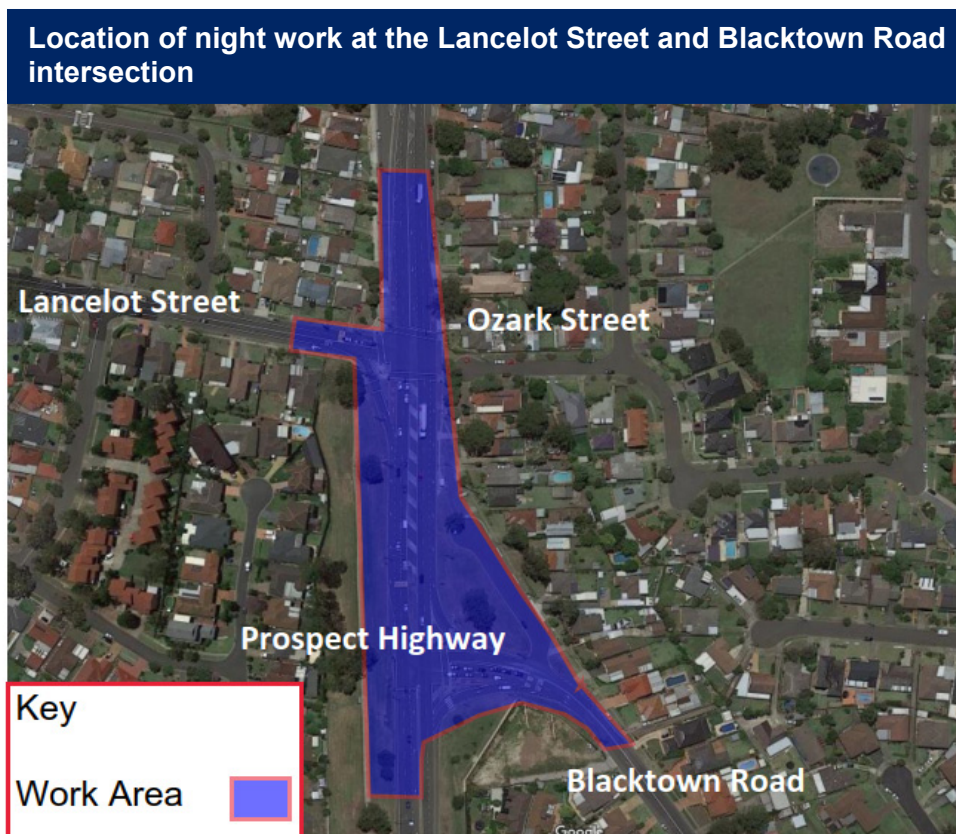 Location of night work at the Lancelot Street and Blacktown Road
intersection
Lancelot Street
Ozark Street
Prospect Highway
Key
Work Area
Blacktown Road
Google